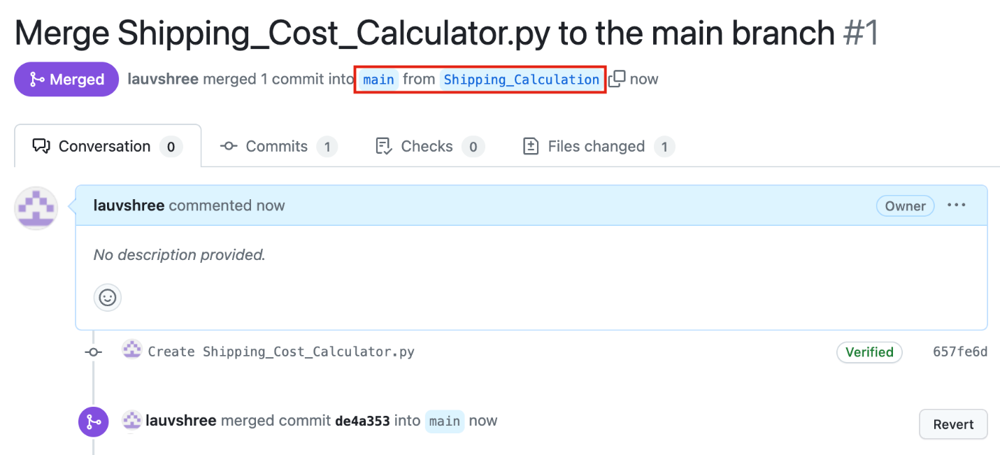 Merge Shipping_Cost_Calculator.py to the main branch #1
Merged lauvshree merged 1 commit into main from Shipping_Calculation now
Conversation 0 Commits 1 Checks 0 Files changed 1
lauvshree commented now Owner
No description provided.
Create Shipping_Cost_Calculator.py Verified 657fe6d
lauvshree merged commit de4a353 into main now Revert